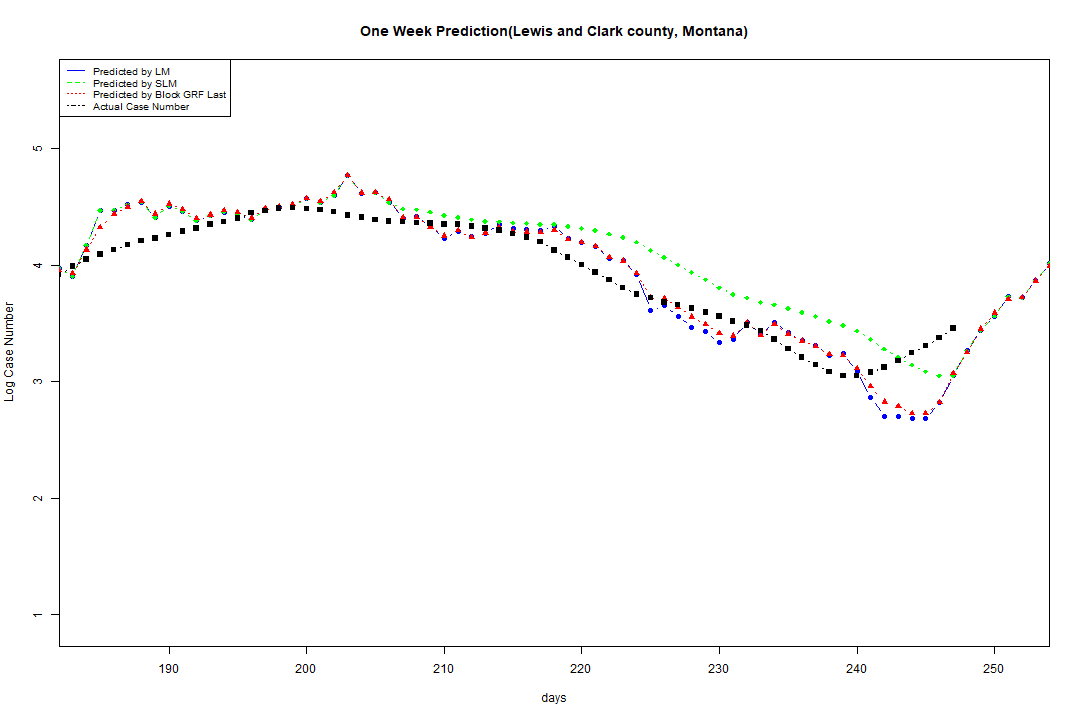 One Week Prediction(Lewis and Clark county, Montana)
Predicted by LM
Predicted by SLM
Predicted by Block GRF Last
Actual Case Number
5
4
3
2
1
Log Case Number
190 200 210 220 230 240 250
days